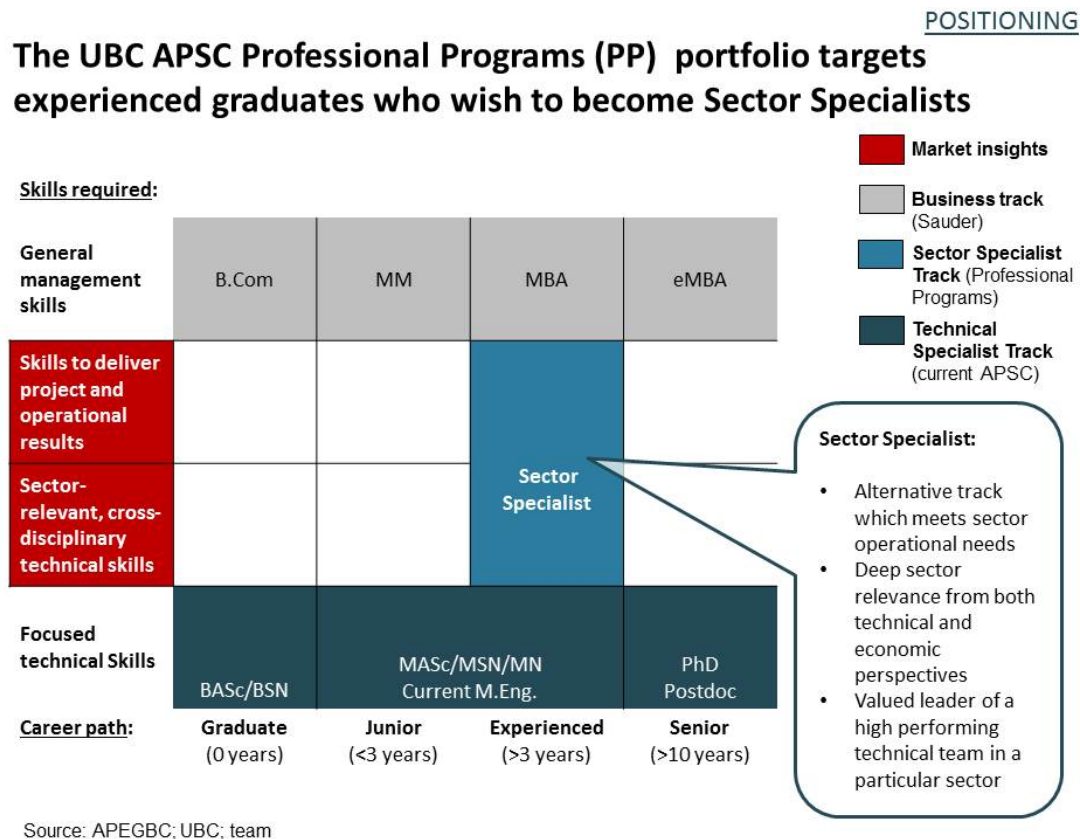 POSITIONING
The UBC APSC Professional Programs (PP)  portfolio targets
experienced graduates who wish to become Sector Specialists
Market insights
Business track
(Sauder)
Sector Specialist
Track (Professional
Programs)
Technical
Specialist Track
(current APSC)
Skills required:
General
management
skills
B.Com
MM
MBA
eMBA
Skills to deliver
project and
operational
results
Sector-
relevant, cross-
disciplinary
technical skills
Sector
Specialist
Focused
technical Skills
BASc/BSN
MASc/MSN/MN
Current M.Eng.
PhD
Postdoc
Career path:
Graduate
(0 years)
Junior
(<3 years)
Experienced
(>3 years)
Senior
(>10 years)
Sector Specialist:
• Alternative track
which meets sector
operational needs
• Deep sector
relevance from both
technical and
economic
perspectives
• Valued leader of a
high performing
technical team in a
particular sector
Source: APEGBC; UBC; team